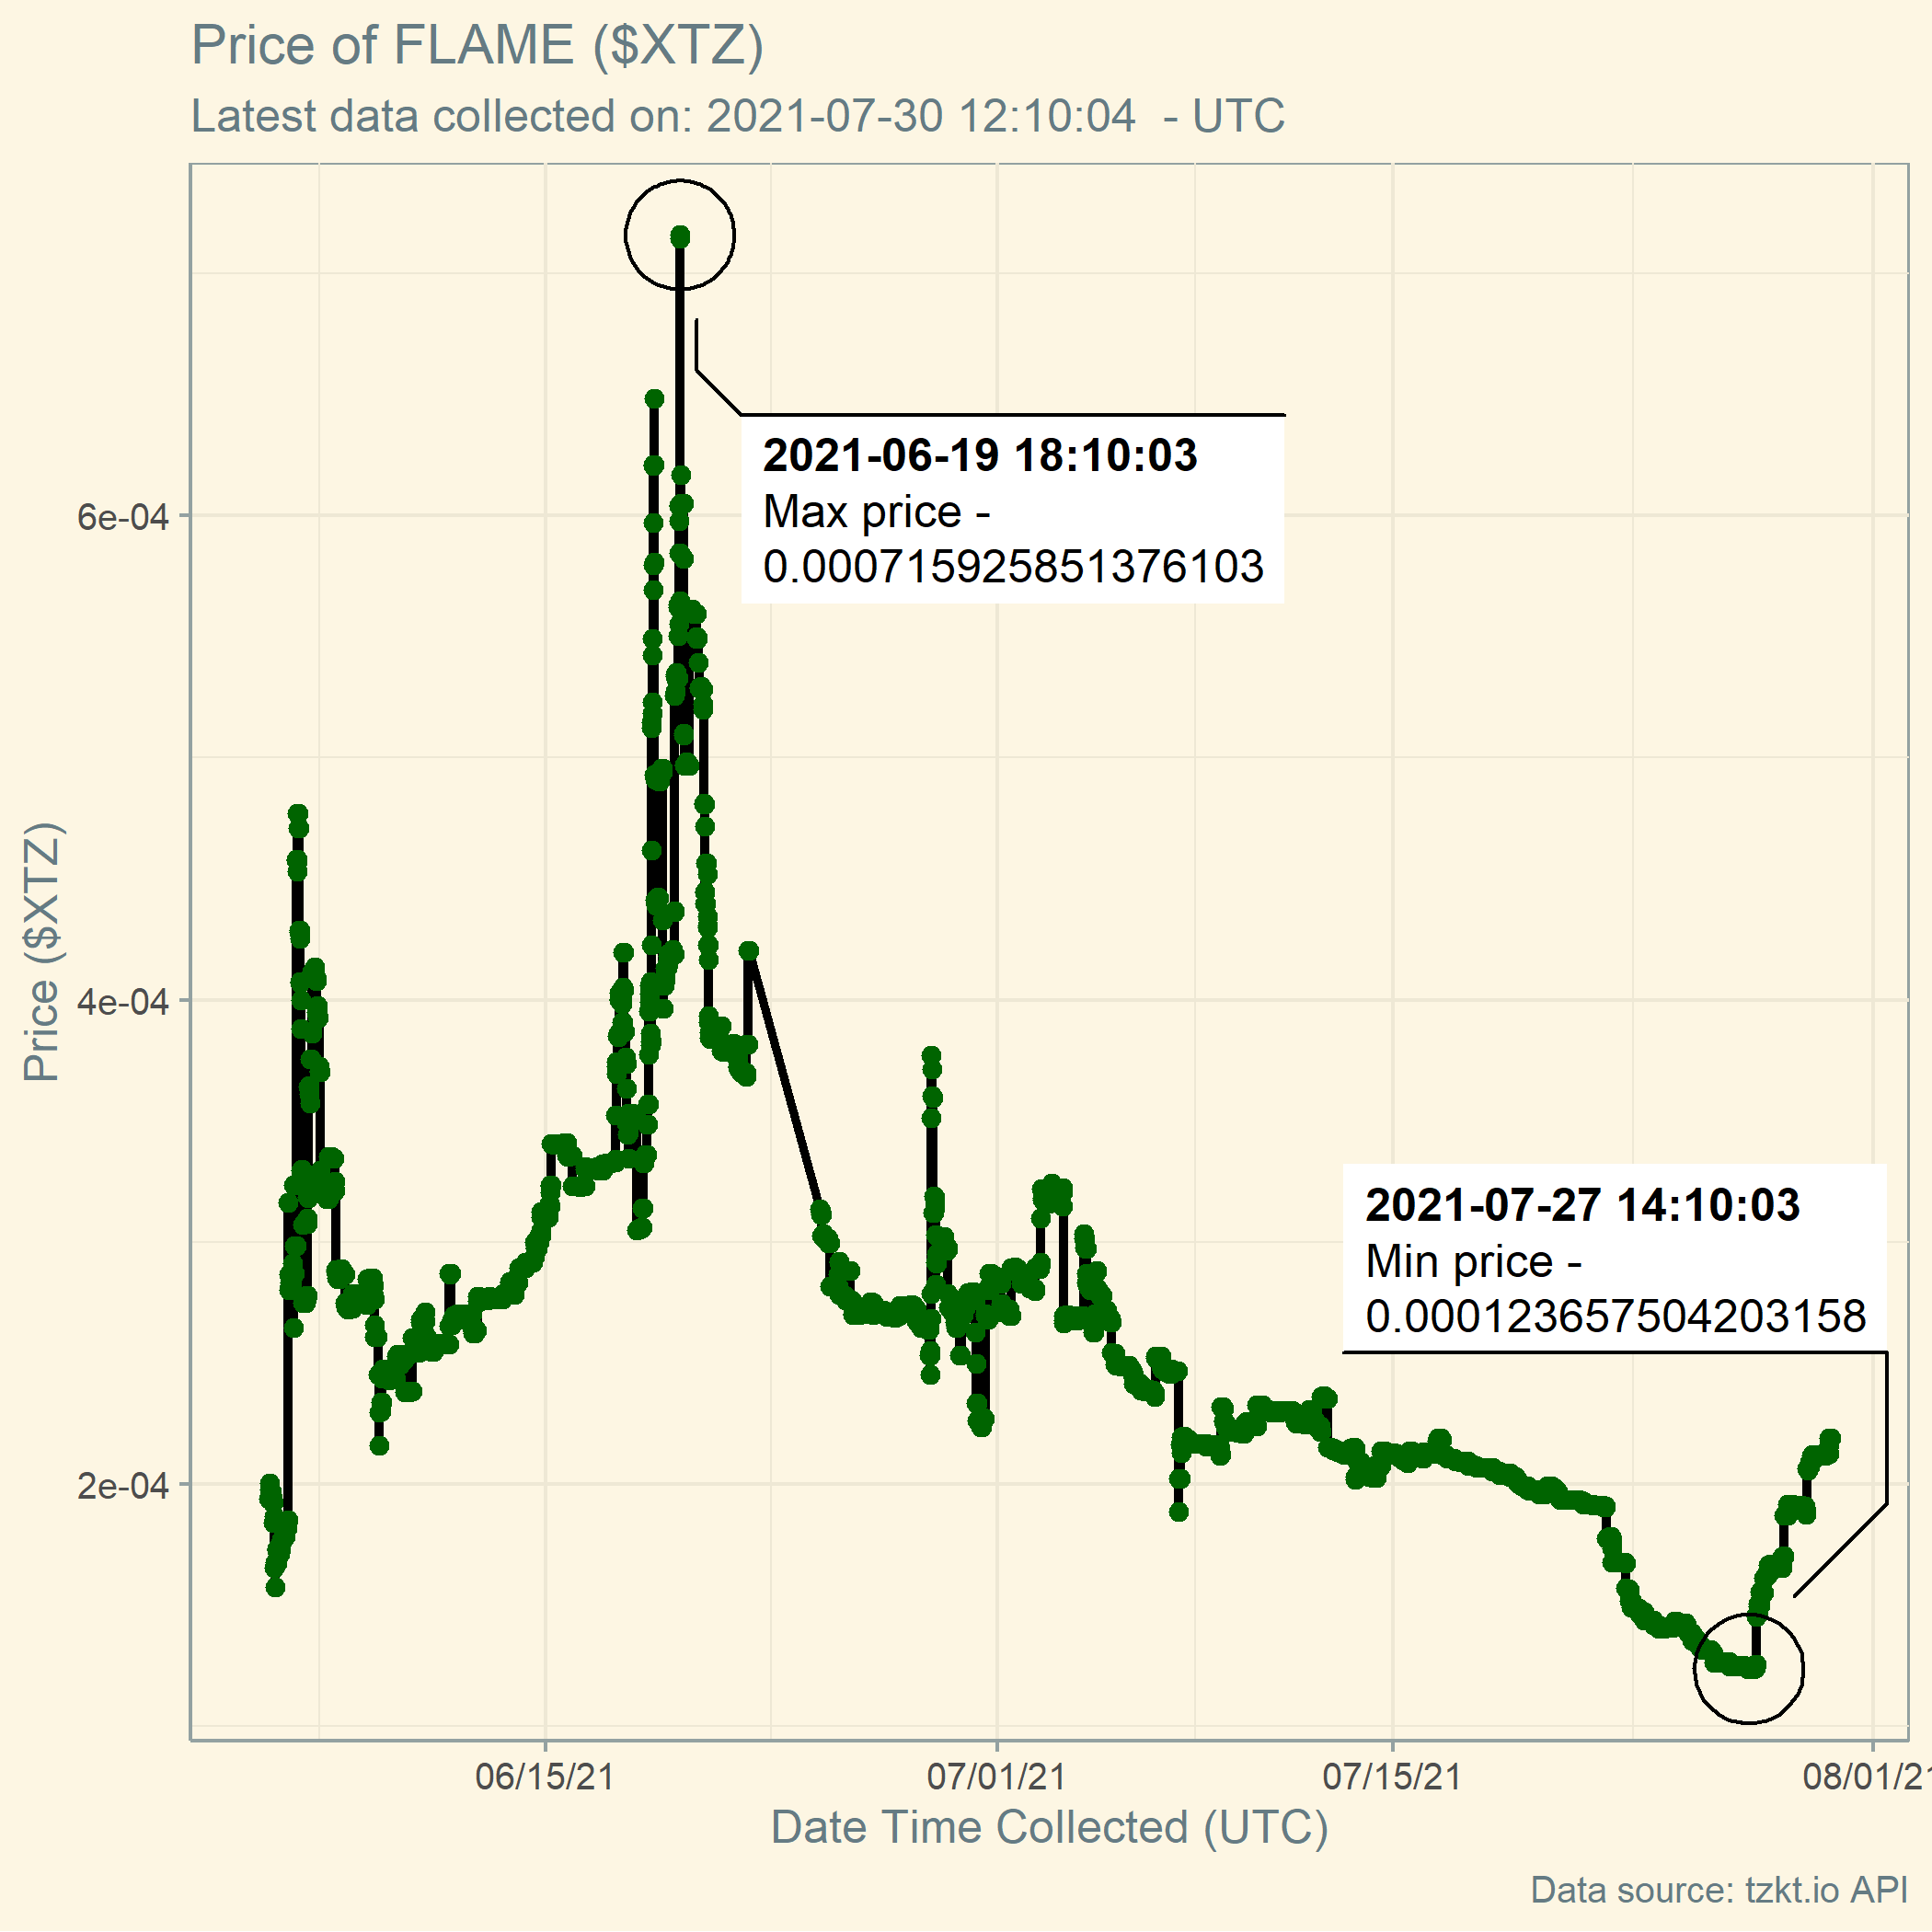 Price of FLAME ($XTZ)
Latest data collected on: 2021-07-30 12:10:04  - UTC
2021-06-19 18:10:03
Max price -
0.000715925851376103
6e-04
4e-04
2e-04
Price ($XTZ)
2021-07-27 14:10:03
Min price -
0.000123657504203158
06/15/21
07/01/21
07/15/21
08/01/21
Date Time Collected (UTC)
Data source: tzkt.io API